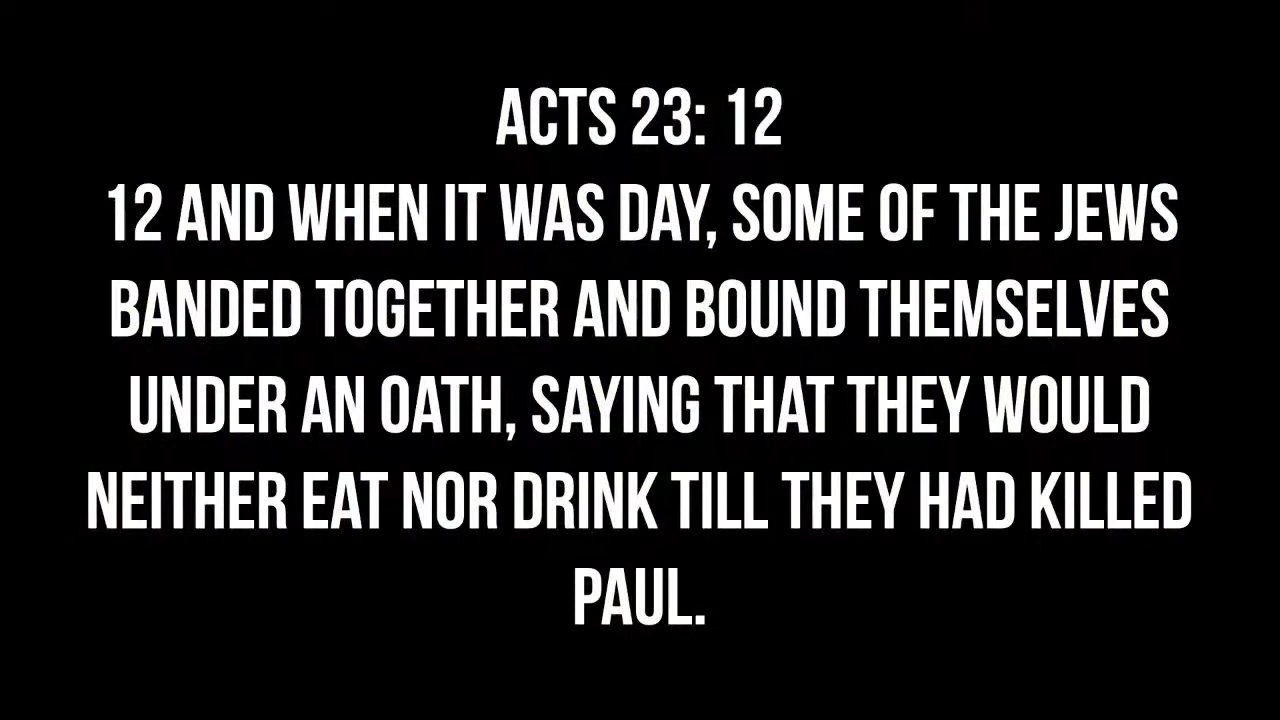 ACTS 23: 12
12 AND WHEN IT WAS DAY, SOME OF THE JEWS
BANDED TOGETHER AND BOUND THEMSELVES
UNDER AN OATH, SAYING THAT THEY WOULD
NEITHER EAT NOR DRINK TILL THEY HAD KILLED
PAUL.